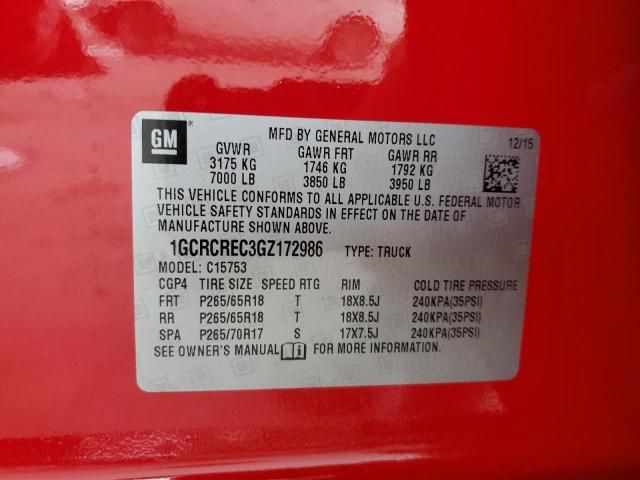 GM
MFD BY GENERAL MOTORS LLC 12/15
GVWR GAWR FRT GAWR RR
3175 KG 1746 KG 1792 KG
7000 LB 3850 LB 3950 LB
THIS VEHICLE CONFORMS TO ALL APPLICABLE U.S. FEDERAL MOTOR
VEHICLE SAFETY STANDARDS IN EFFECT ON THE DATE OF
MANUFACTURE SHOWN ABOVE.
1GCRCREC3GZ172986 TYPE: TRUCK
MODEL: C15753
CGP4 TIRE SIZE SPEED RTG RIM COLD TIRE PRESSURE
FRT P265/65R18 T 18X8.5J 240KPA(35PSI)
RR P265/65R18 T 18X8.5J 240KPA(35PSI)
SPA P265/70R17 S 17X7.5J 240KPA(35PSI)
SEE OWNER'S MANUAL FOR MORE INFORMATION.